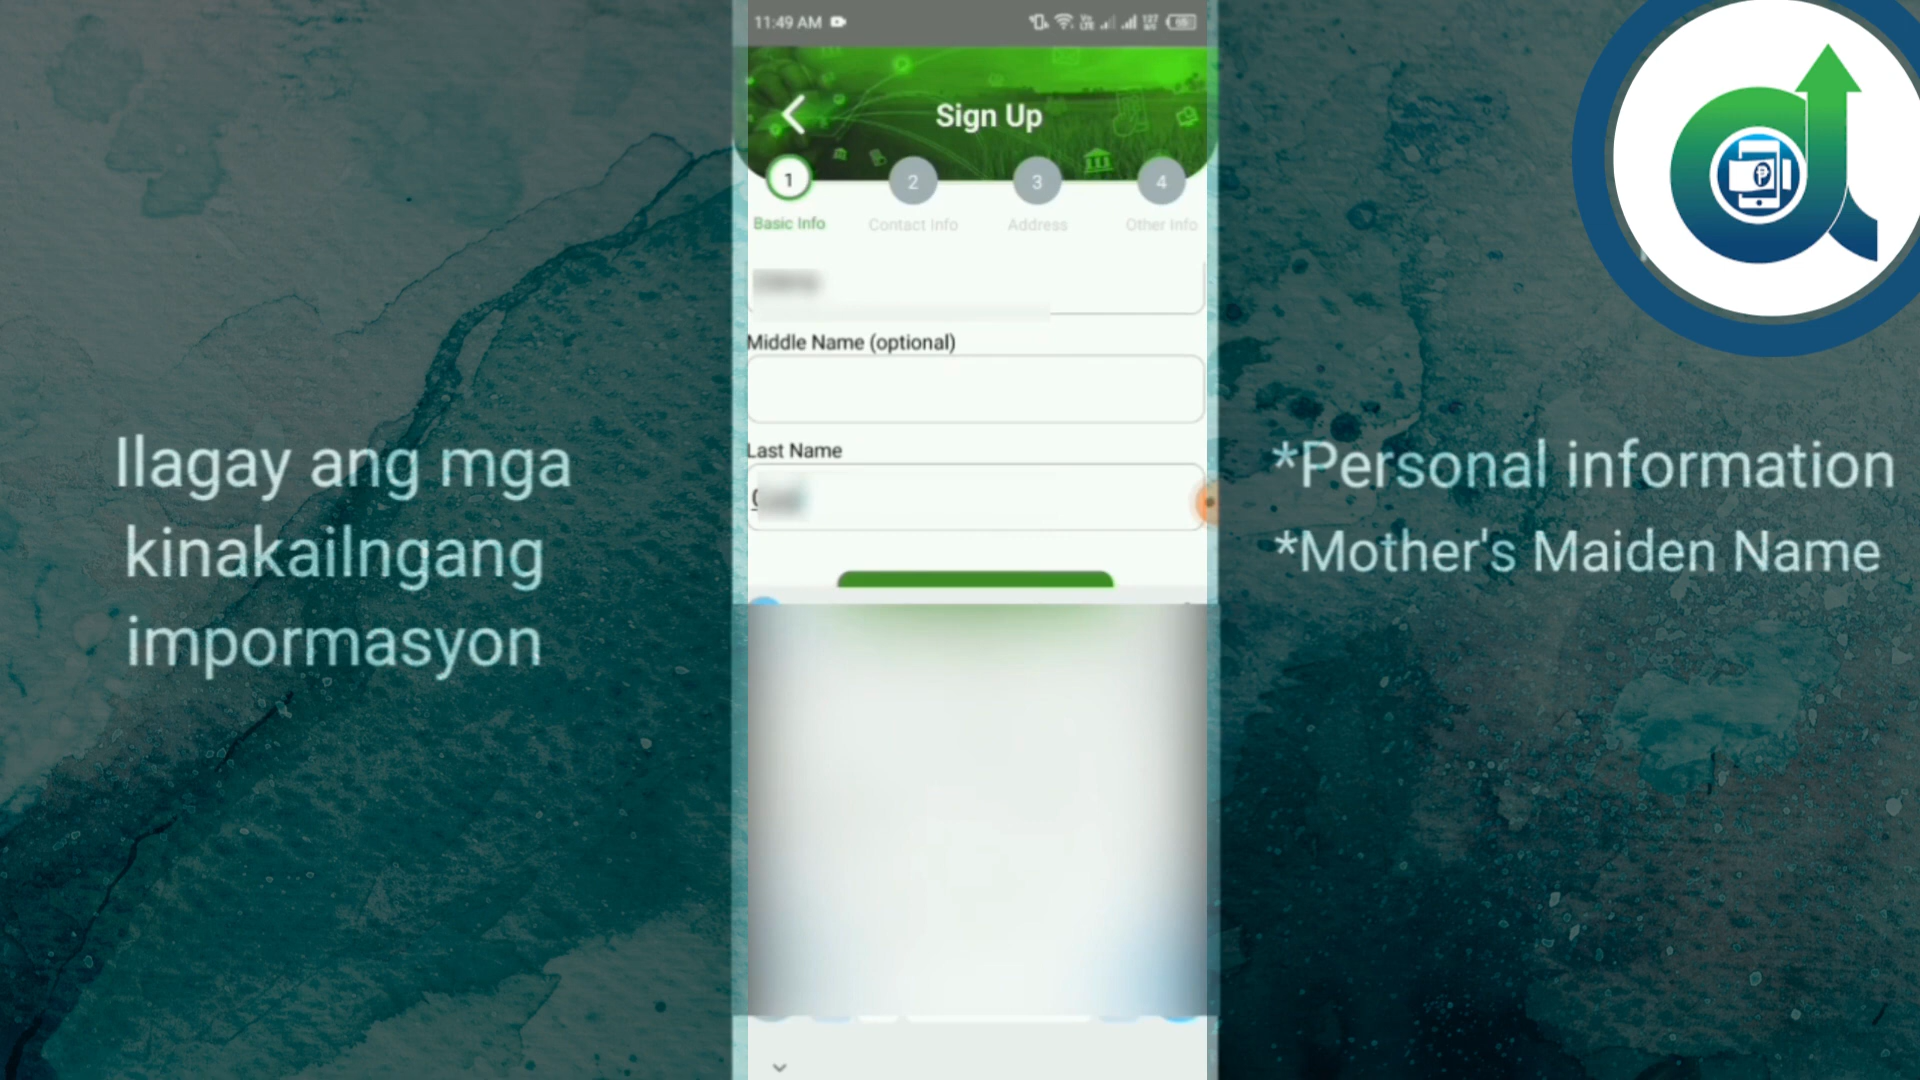 11:49 AM
Sign Up
1
2
3
4
Basic Info
Contact Info
Address
Other Info
Middle Name (optional)
Last Name
Ilagay ang mga
kinakailngang
impormasyon
*Personal information
*Mother's Maiden Name